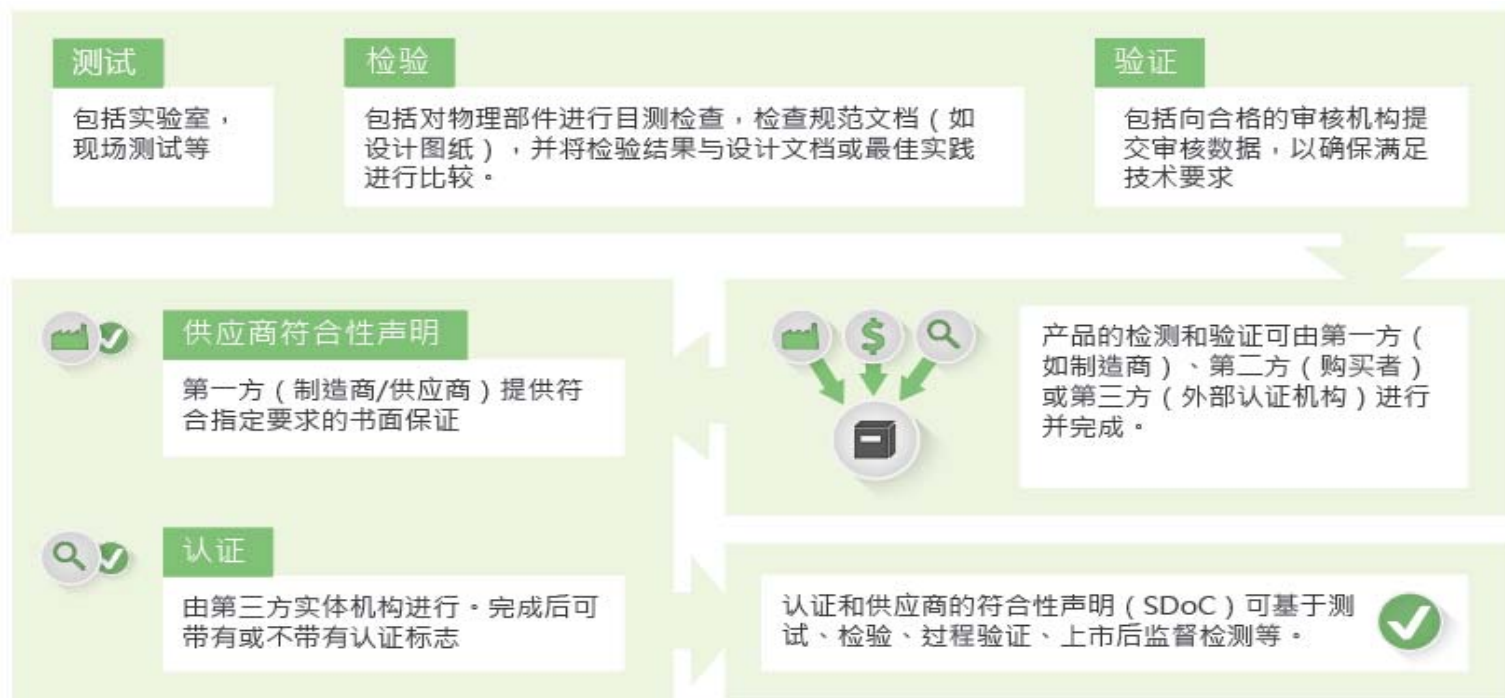 测试
包括实验室，
现场测试等
检验
包括对物理部件进行目测检查，检查规范文档（如
设计图纸），并将检验结果与设计文档或最佳实践
进行比较。
验证
包括向合格的审核机构提
交审核数据，以确保满足
技术要求
产品的检测和验证可由第一方（
如制造商）、第二方（购买者）
或第三方（外部认证机构）进行
并完成。
供应商符合性声明
第一方（制造商/供应商）提供符
合指定要求的书面保证
认证
由第三方实体机构进行。完成后可
带有或不带有认证标志
认证和供应商的符合性声明（SDoC）可基于测
试、检验、过程验证、上市后监督检测等。